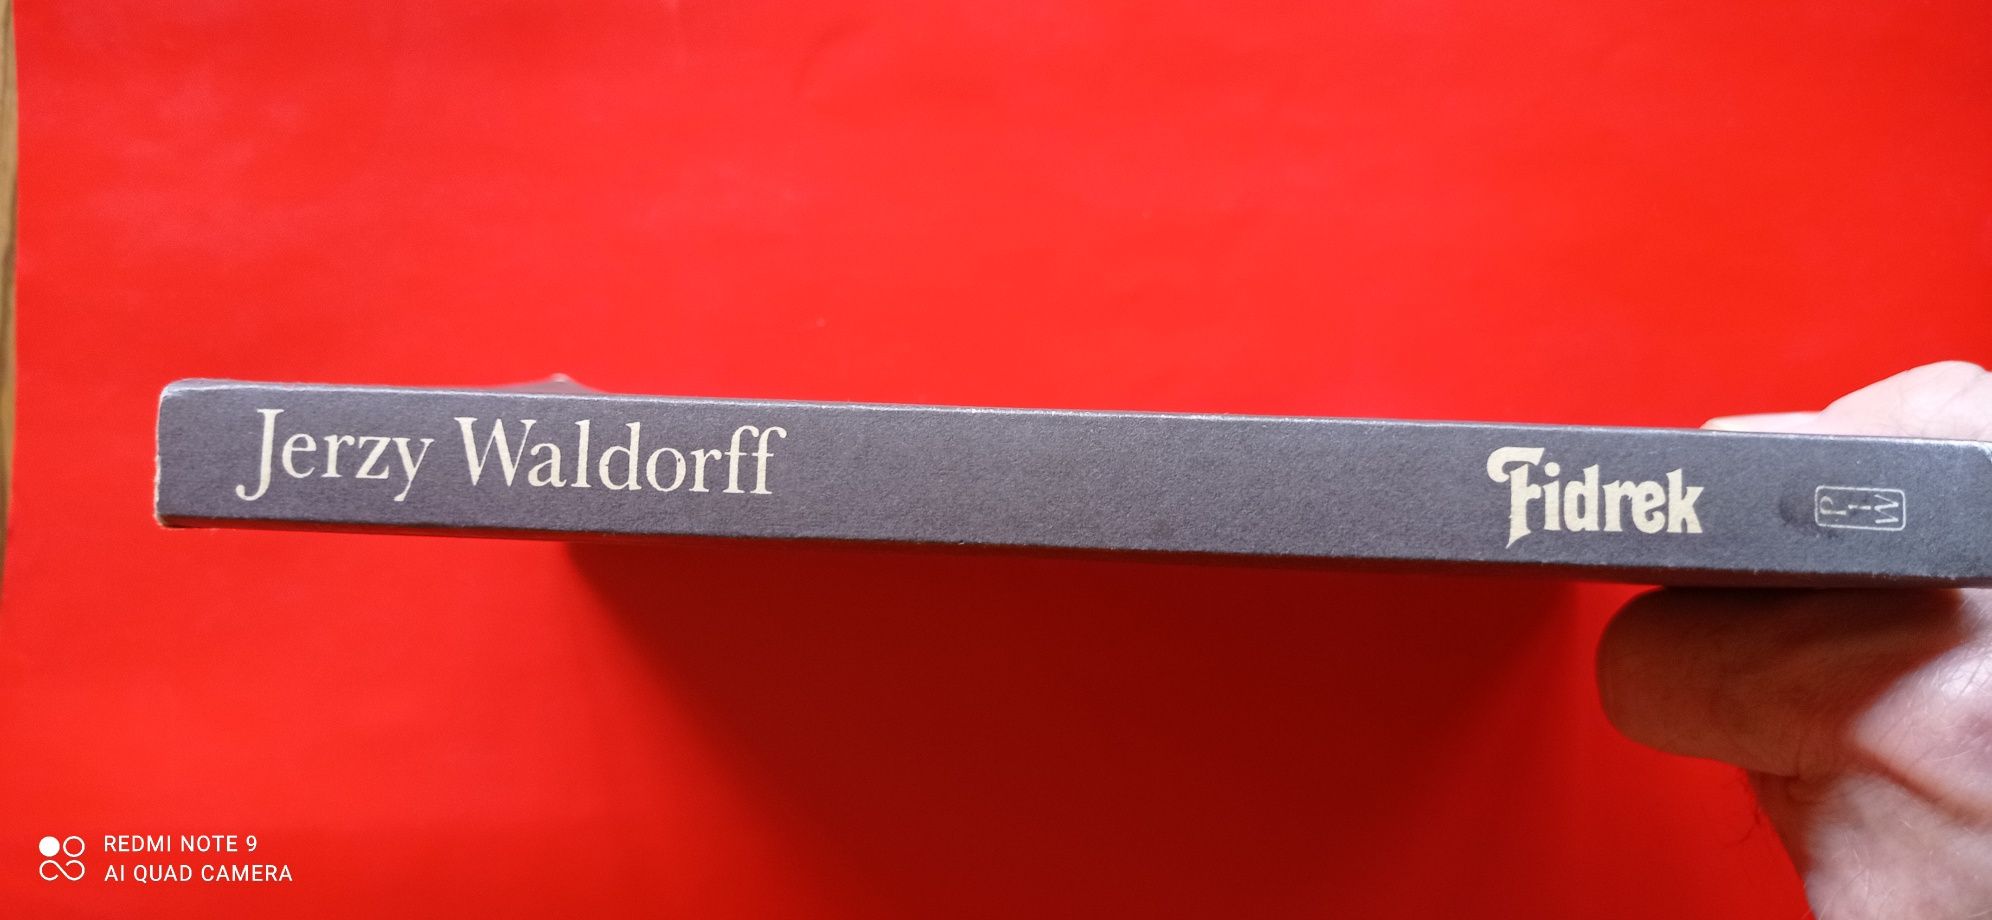 Jerzy Waldorff
Fidrek
PIW
REDMI NOTE 9
AI QUAD CAMERA